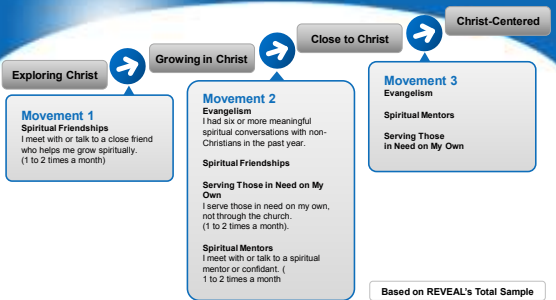 Exploring Christ
Growing in Christ
Close to Christ
Christ-Centered
Movement 1
Spiritual Friendships
I meet with or talk to a close friend
who helps me grow spiritually.
(1 to 2 times a month)
Movement 2
Evangelism
I had six or more meaningful
spiritual conversations with non-
Christians in the past year.
Spiritual Friendships
Serving Those in Need on My
Own
I serve those in need on my own,
not through the church.
(1 to 2 times a month).
Spiritual Mentors
I meet with or talk to a spiritual
mentor or confidant. (
1 to 2 times a month
Movement 3
Evangelism
Spiritual Mentors
Serving Those
in Need on My Own
Based on REVEAL's Total Sample